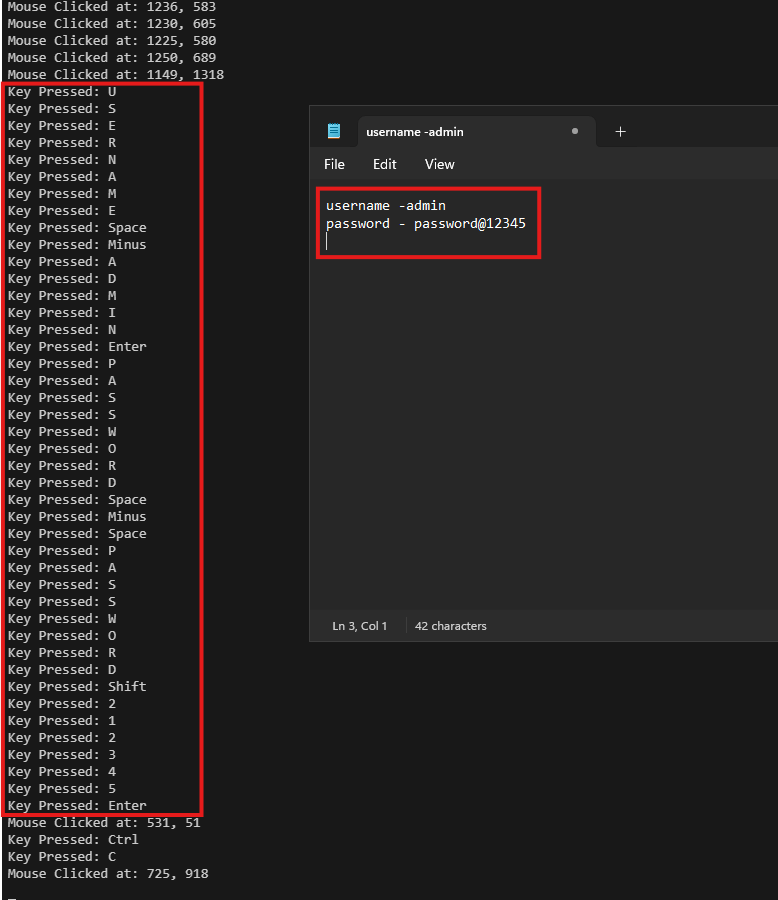 Mouse Clicked at: 1236, 583
Mouse Clicked at: 1230, 605
Mouse Clicked at: 1225, 580
Mouse Clicked at: 1250, 689
Mouse Clicked at: 1149, 1318
Key Pressed: U
Key Pressed: S
Key Pressed: E
Key Pressed: R
Key Pressed: N
Key Pressed: A
Key Pressed: M
Key Pressed: E
Key Pressed: Space
Key Pressed: Minus
Key Pressed: A
Key Pressed: D
Key Pressed: M
Key Pressed: I
Key Pressed: N
Key Pressed: Enter
Key Pressed: P
Key Pressed: A
Key Pressed: S
Key Pressed: S
Key Pressed: W
Key Pressed: O
Key Pressed: R
Key Pressed: D
Key Pressed: Space
Key Pressed: Minus
Key Pressed: Space
Key Pressed: P
Key Pressed: A
Key Pressed: S
Key Pressed: S
Key Pressed: W
Key Pressed: O
Key Pressed: R
Key Pressed: D
Key Pressed: Shift
Key Pressed: 2
Key Pressed: 1
Key Pressed: 2
Key Pressed: 3
Key Pressed: 4
Key Pressed: 5
Key Pressed: Enter
Mouse Clicked at: 531, 51
Key Pressed: Ctrl
Key Pressed: C
Mouse Clicked at: 725, 918
username -admin
File Edit View
username -admin
password - password@12345
Ln 3, Col 1 42 characters